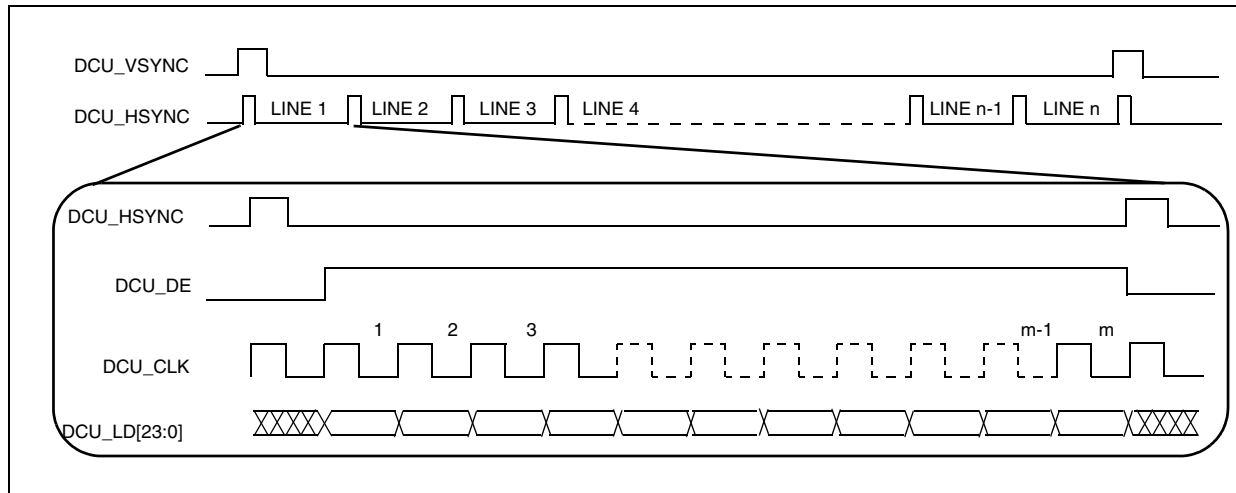 DCU_VSYNC
DCU_HSYNC LINE 1 LINE 2 LINE 3 LINE 4 LINE n-1 LINE n
DCU_HSYNC
DCU_DE
1 2 3 m-1 m
DCU_CLK
DCU_LD[23:0]